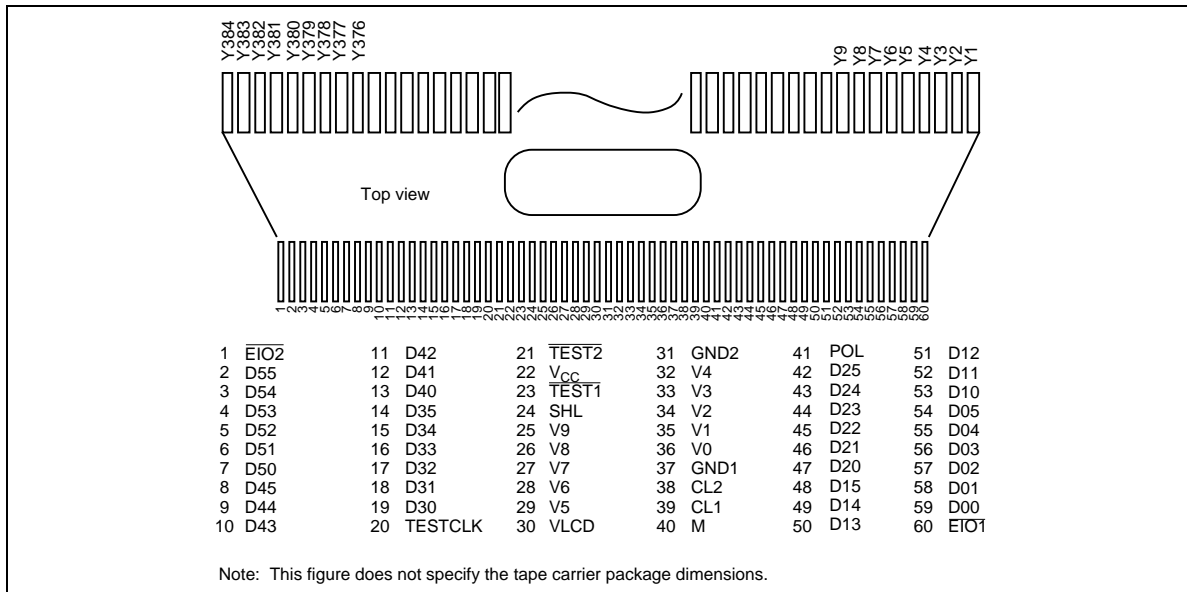 Y384 Y383 Y382 Y381 Y380 Y379 Y378 Y377 Y376 Y9 Y8 Y7 Y6 Y5 Y4 Y3 Y2 Y1
Top view
1 2 3 4 5 6 7 8 9 10 11 12 13 14 15 16 17 18 19 20 21 22 23 24 25 26 27 28 29 30 31 32 33 34 35 36 37 38 39 40 41 42 43 44 45 46 47 48 49 50 51 52 53 54 55 56 57 58 59 60
1 EIO2 11 D42 21 TEST2 31 GND2 41 POL 51 D12
2 D55 12 D41 22 VCC 32 V4 42 D25 52 D11
3 D54 13 D40 23 TEST1 33 V3 43 D24 53 D10
4 D53 14 D35 24 SHL 34 V2 44 D23 54 D05
5 D52 15 D34 25 V9 35 V1 45 D22 55 D04
6 D51 16 D33 26 V8 36 V0 46 D21 56 D03
7 D50 17 D32 27 V7 37 GND1 47 D20 57 D02
8 D45 18 D31 28 V6 38 CL2 48 D15 58 D01
9 D44 19 D30 29 V5 39 CL1 49 D14 59 D00
10 D43 20 TESTCLK 30 VLCD 40 M 50 D13 60 EIO1
Note: This figure does not specify the tape carrier package dimensions.